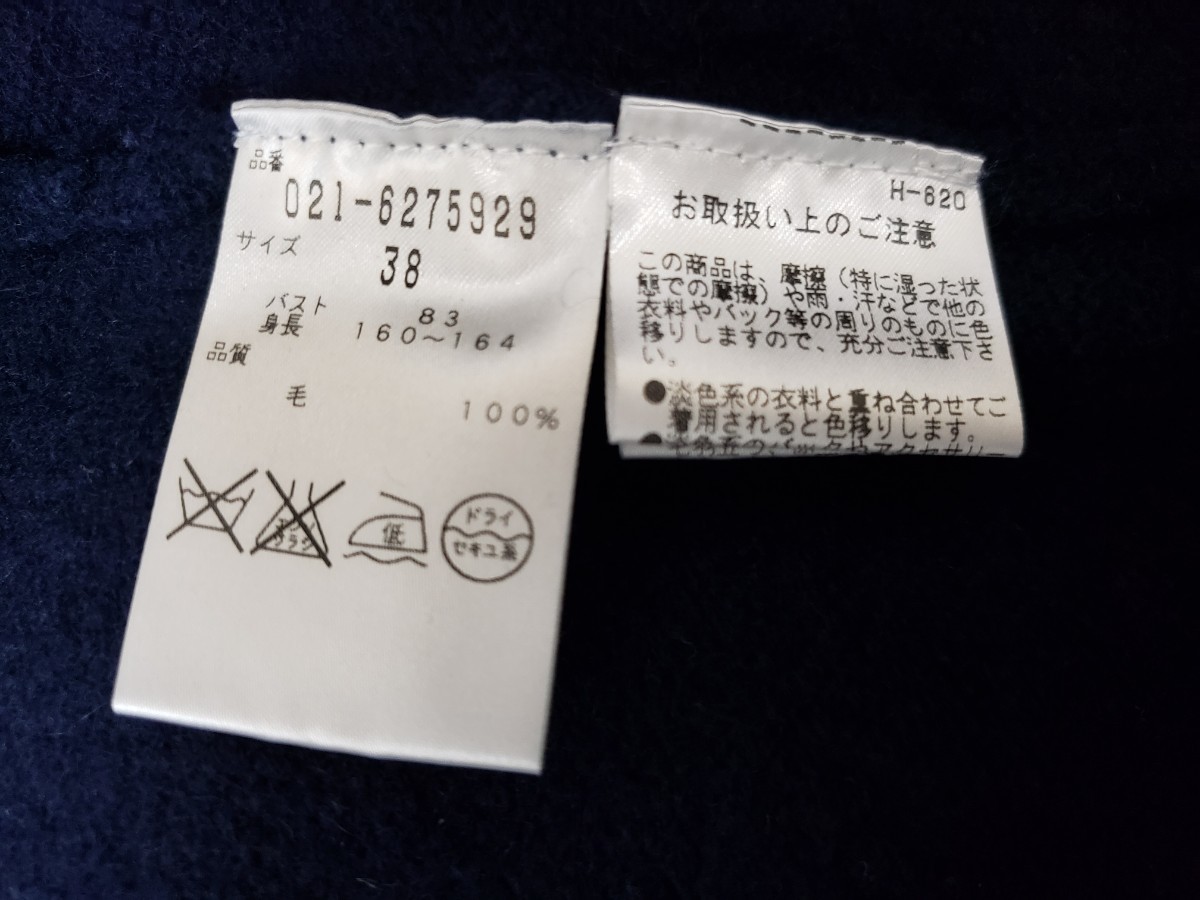 品番
021-6275929
サイズ
38
バスト 83
身長 160～164
品質
毛 100%
エンソ
サラシ
低
ドライ
セキユ系
H-620
お取扱い上のご注意
この商品は、摩擦（特に湿った状
態での摩擦）や雨・汗などで他の
衣料やバック等の周りのものに色
移りしますので、充分ご注意下さ
い。
●淡色系の衣料と重ね合わせてご
着用されると色移りします。